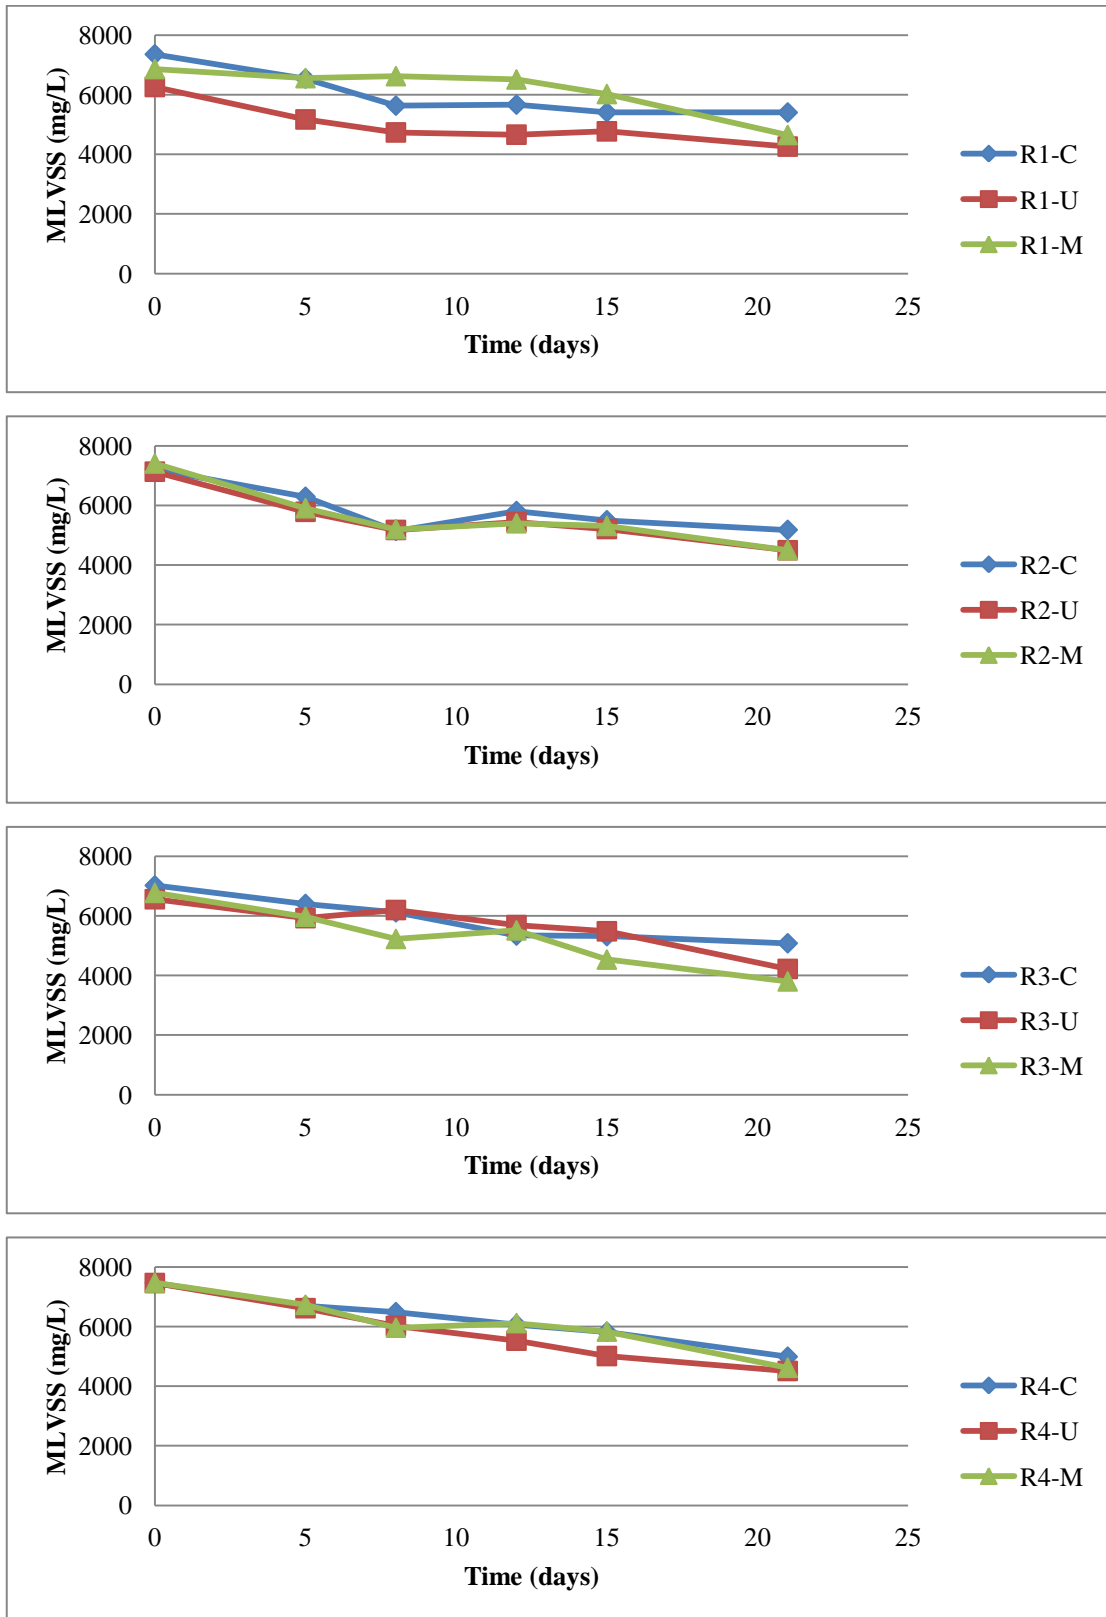 MLVSS (mg/L)
8000
6000
4000
2000
0
0 5 10 15 20 25
Time (days)
R1-C
R1-U
R1-M
MLVSS (mg/L)
8000
6000
4000
2000
0
0 5 10 15 20 25
Time (days)
R2-C
R2-U
R2-M
MLVSS (mg/L)
8000
6000
4000
2000
0
0 5 10 15 20 25
Time (days)
R3-C
R3-U
R3-M
MLVSS (mg/L)
8000
6000
4000
2000
0
0 5 10 15 20 25
Time (days)
R4-C
R4-U
R4-M